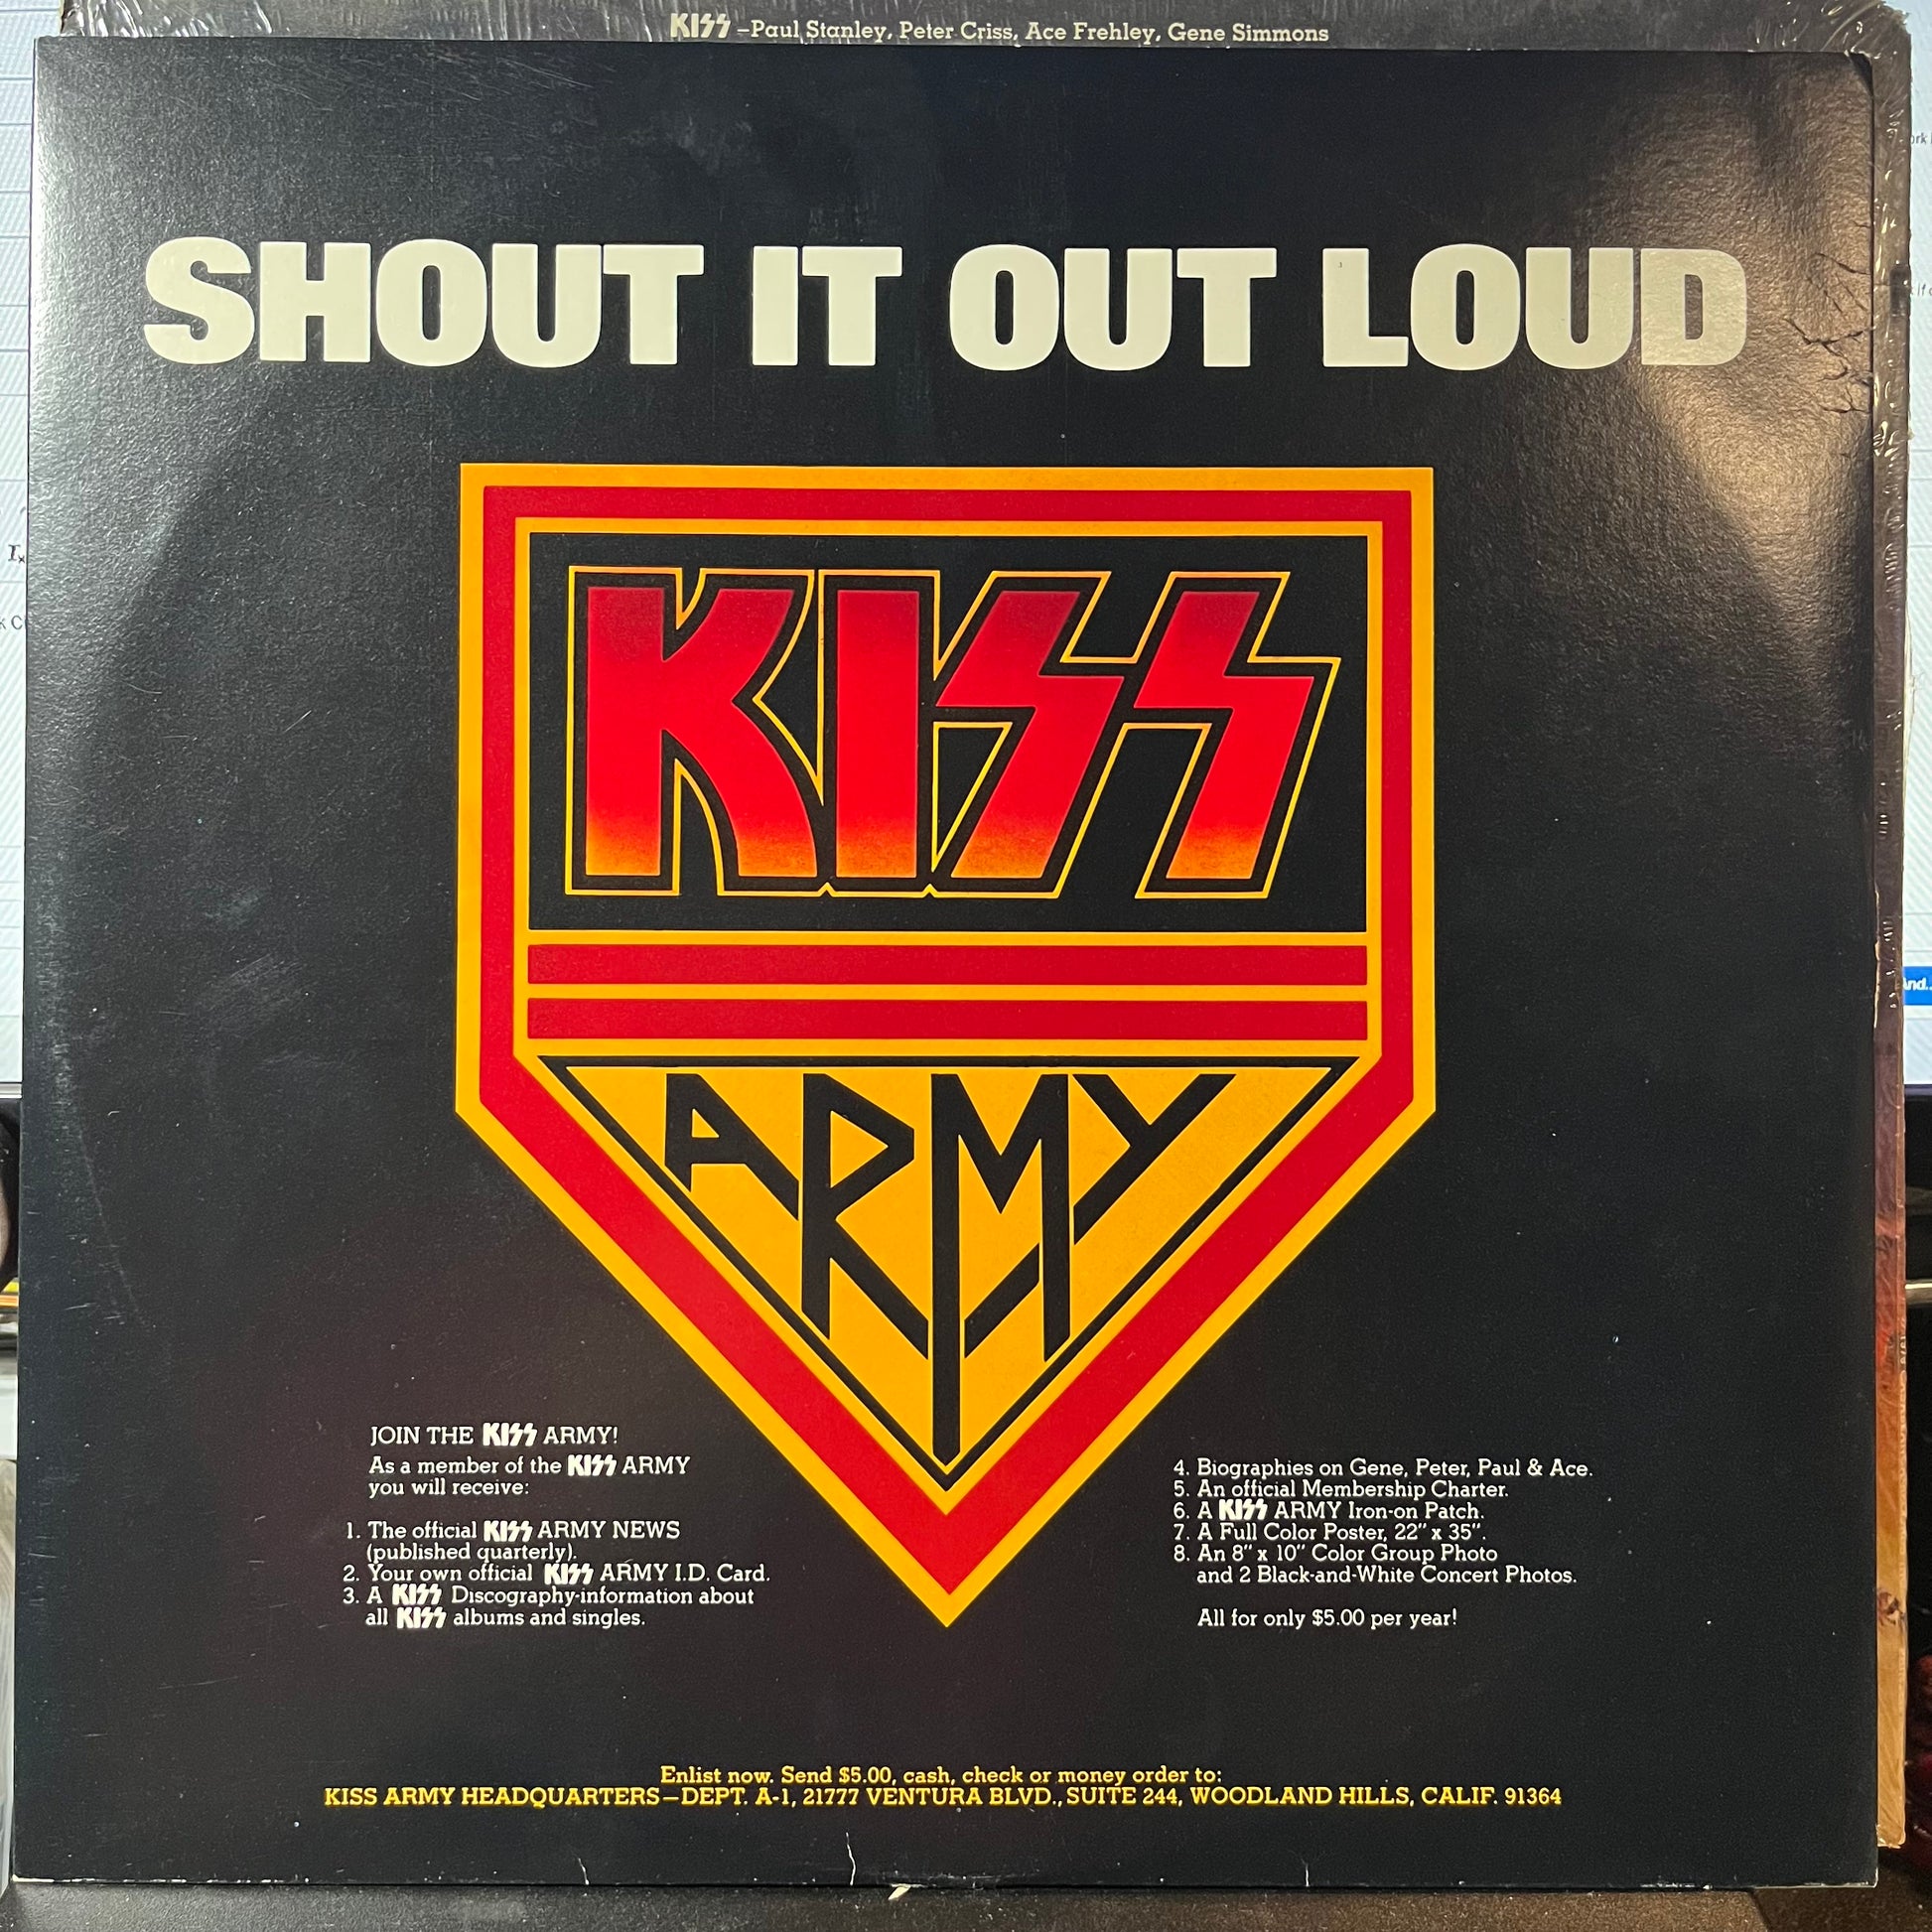 KISS –Paul Stanley, Peter Criss, Ace Frehley, Gene Simmons
SHOUT IT OUT LOUD
KISS
ARMY
JOIN THE KISS ARMY!
As a member of the KISS ARMY
you will receive:
1. The official KISS ARMY NEWS
(published quarterly).
2. Your own official KISS ARMY I.D. Card.
3. A KISS Discography-information about
all KISS albums and singles.
4. Biographies on Gene, Peter, Paul & Ace.
5. An official Membership Charter.
6. A KISS ARMY Iron-on Patch.
7. A Full Color Poster, 22" x 35".
8. An 8" x 10" Color Group Photo
and 2 Black-and-White Concert Photos.
All for only $5.00 per year!
Enlist now. Send $5.00, cash, check or money order to:
KISS ARMY HEADQUARTERS—DEPT. A-1, 21777 VENTURA BLVD., SUITE 244, WOODLAND HILLS, CALIF. 91364